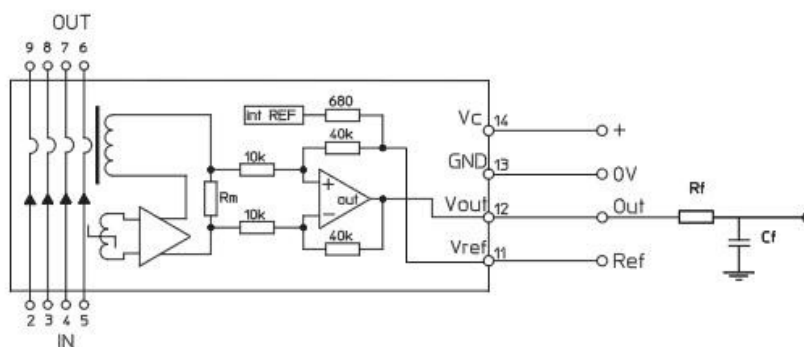 OUT
9 8 7 6
int REF
680
40k
10k
Rm
+
out
10k
−
40k
Vc 14 +
GND 13 0V
Vout 12 Out
Rf
Cf
Vref 11 Ref
2 3 4 5
IN